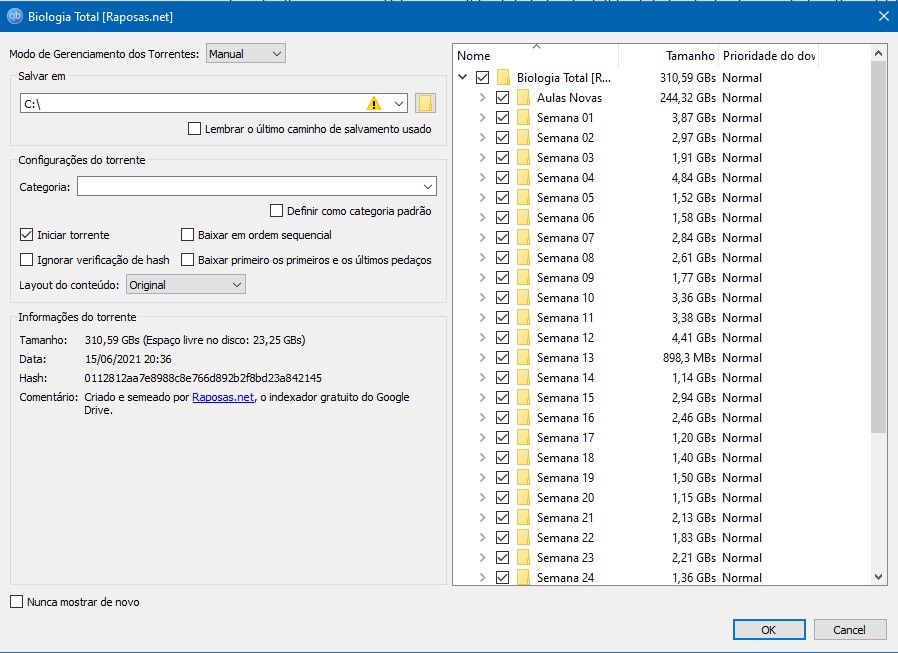 Biologia Total [Raposas.net]
Modo de Gerenciamento dos Torrentes: Manual
Salvar em
C:\
Lembrar o último caminho de salvamento usado
Configurações do torrente
Categoria:
Definir como categoria padrão
Iniciar torrente Baixar em ordem sequencial
Ignorar verificação de hash Baixar primeiro os primeiros e os últimos pedaços
Layout do conteúdo: Original
Informações do torrente
Tamanho: 310,59 GBs (Espaço livre no disco: 23,25 GBs)
Data: 15/06/2021 20:36
Hash: 0112812aa7e8988c8e766d892b2f8bd23a842145
Comentário: Criado e semeado por Raposas.net, o indexador gratuito do Google
Drive.
Nunca mostrar de novo
Nome Tamanho Prioridade do dow
Biologia Total [R... 310,59 GBs Normal
Aulas Novas 244,32 GBs Normal
Semana 01 3,87 GBs Normal
Semana 02 2,97 GBs Normal
Semana 03 1,91 GBs Normal
Semana 04 4,84 GBs Normal
Semana 05 1,52 GBs Normal
Semana 06 1,58 GBs Normal
Semana 07 2,84 GBs Normal
Semana 08 2,61 GBs Normal
Semana 09 1,77 GBs Normal
Semana 10 3,36 GBs Normal
Semana 11 3,38 GBs Normal
Semana 12 4,41 GBs Normal
Semana 13 898,3 MBs Normal
Semana 14 1,14 GBs Normal
Semana 15 2,94 GBs Normal
Semana 16 2,46 GBs Normal
Semana 17 1,20 GBs Normal
Semana 18 1,40 GBs Normal
Semana 19 1,50 GBs Normal
Semana 20 1,15 GBs Normal
Semana 21 2,13 GBs Normal
Semana 22 1,83 GBs Normal
Semana 23 2,21 GBs Normal
Semana 24 1,36 GBs Normal
OK Cancel